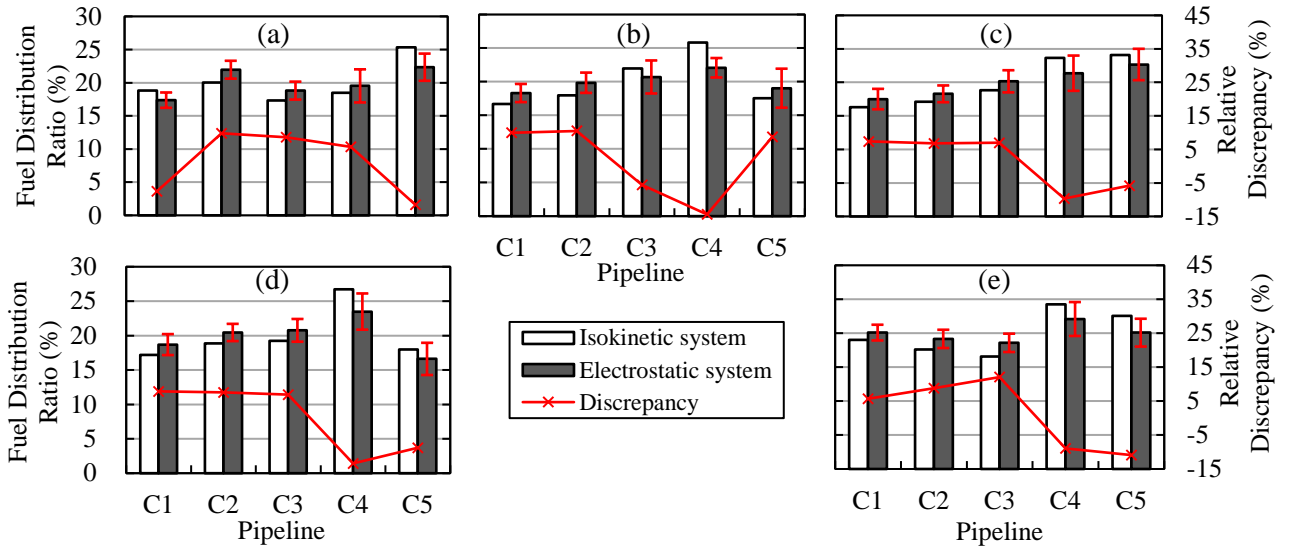 Fuel Distribution
Ratio (%)
30
25
20
15
10
5
0
(a)
(b)
C1 C2 C3 C4 C5
Pipeline
(c)
45
35
25
15
5
-5
-15
Relative
Discrepancy (%)
Fuel Distribution
Ratio (%)
30
25
20
15
10
5
0
(d)
C1 C2 C3 C4 C5
Pipeline
Isokinetic system
Electrostatic system
Discrepancy
(e)
C1 C2 C3 C4 C5
Pipeline
45
35
25
15
5
-5
-15
Relative
Discrepancy (%)